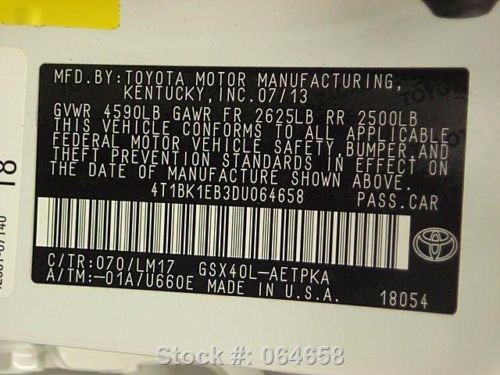 MFD.BY:TOYOTA MOTOR MANUFACTURING,
KENTUCKY, INC.07/13
GVWR 4590LB GAWR FR 2625LB RR 2500LB
THIS VEHICLE CONFORMS TO ALL APPLICABLE
FEDERAL MOTOR VEHICLE SAFETY, BUMPER AND
THEFT PREVENTION STANDARDS IN EFFECT ON
THE DATE OF MANUFACTURE SHOWN ABOVE.
4T1BK1EB3DU064658 PASS.CAR
C/TR:070/LM17 GSX40L-AETPKA
A/TM:-01A/U660E MADE IN U.S.A.
18054
TOYOTA
18
Stock #: 064658